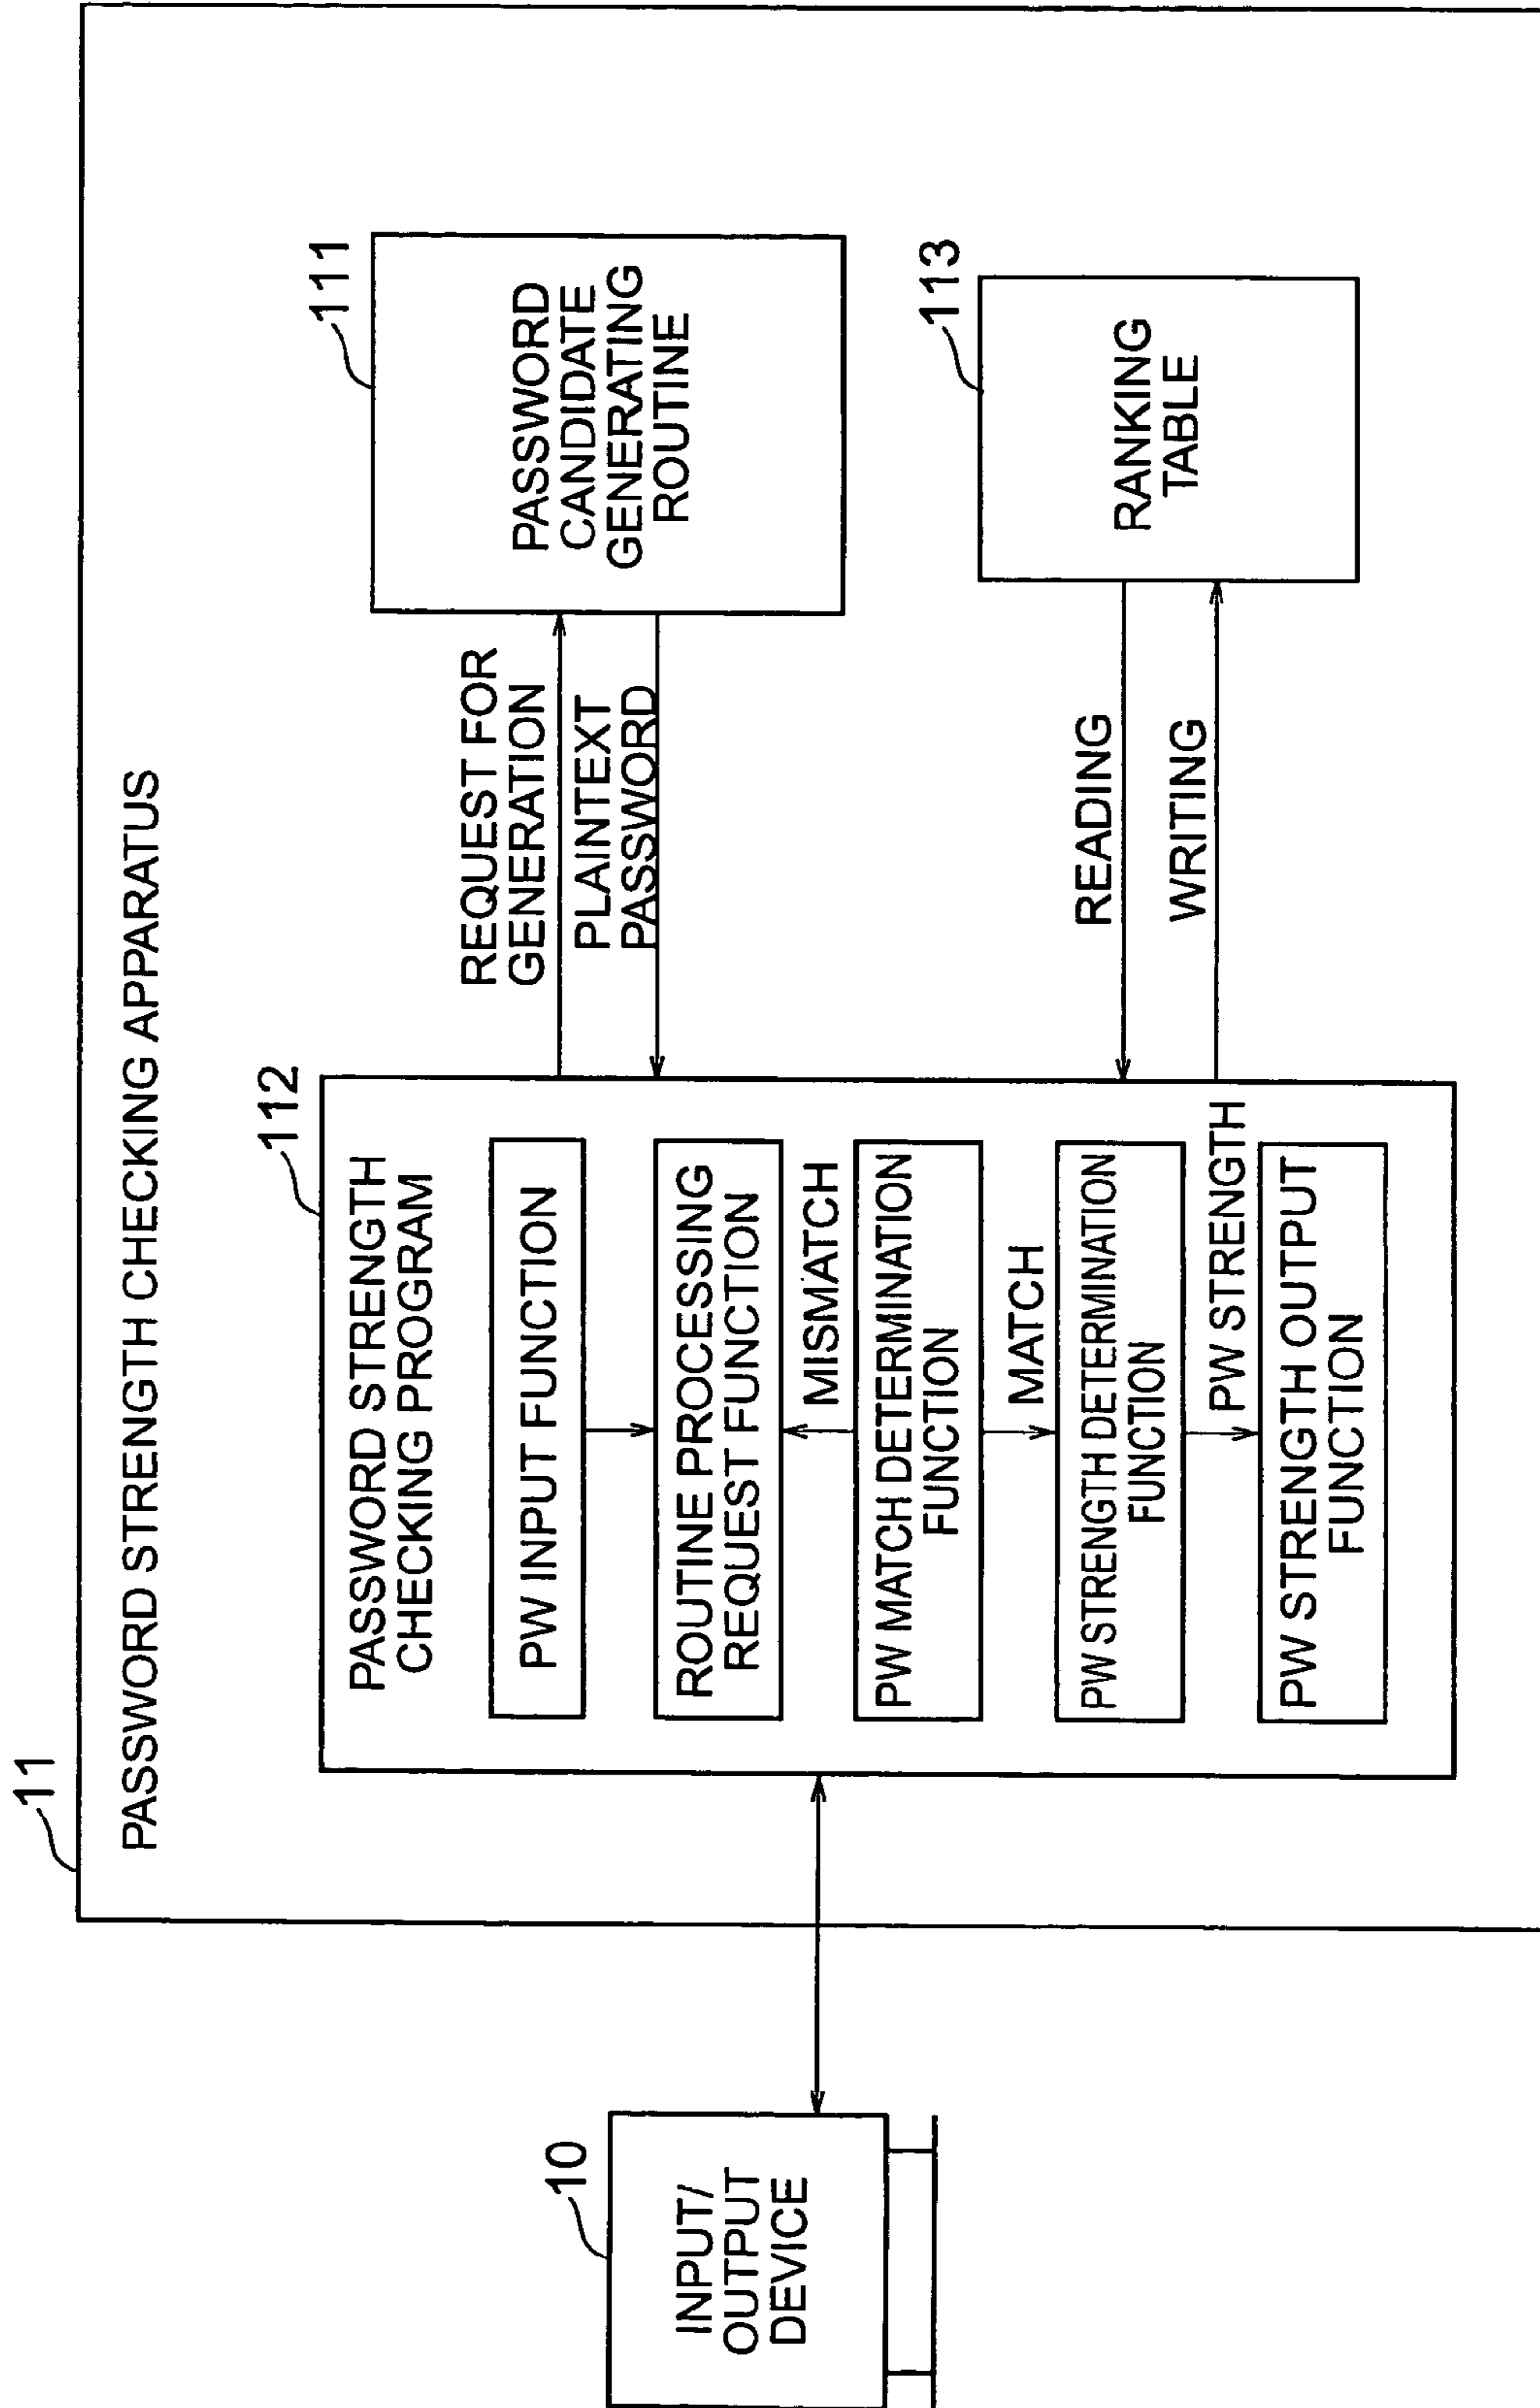 11
PASSWORD STRENGTH CHECKING APPARATUS
10
INPUT/
OUTPUT
DEVICE
112
PASSWORD STRENGTH
CHECKING PROGRAM
PW INPUT FUNCTION
ROUTINE PROCESSING
REQUEST FUNCTION
MISMATCH
PW MATCH DETERMINATION
FUNCTION
MATCH
PW STRENGTH DETERMINATION
FUNCTION
PW STRENGTH
PW STRENGTH OUTPUT
FUNCTION
REQUEST FOR
GENERATION
PLAINTEXT
PASSWORD
READING
WRITING
111
PASSWORD
CANDIDATE
GENERATING
ROUTINE
113
RANKING
TABLE